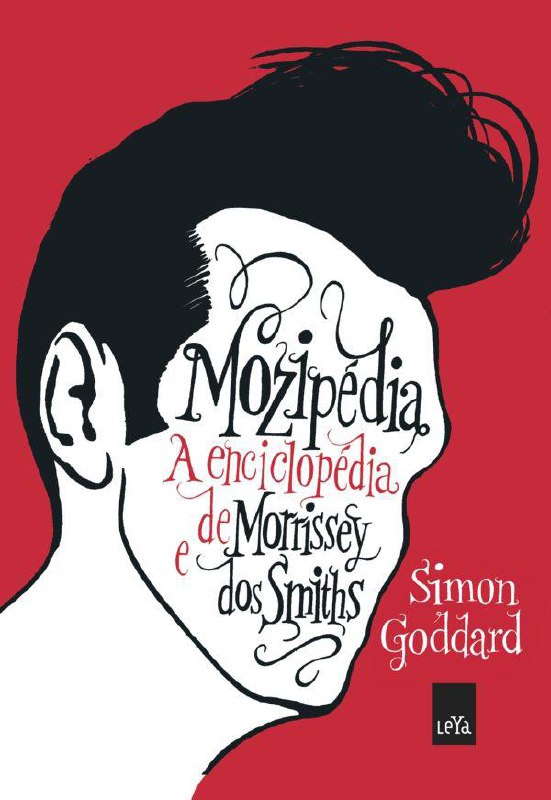 Mozipédia
A enciclopédia
de Morrissey
e
dos Smiths
Simon
Goddard
LeYa